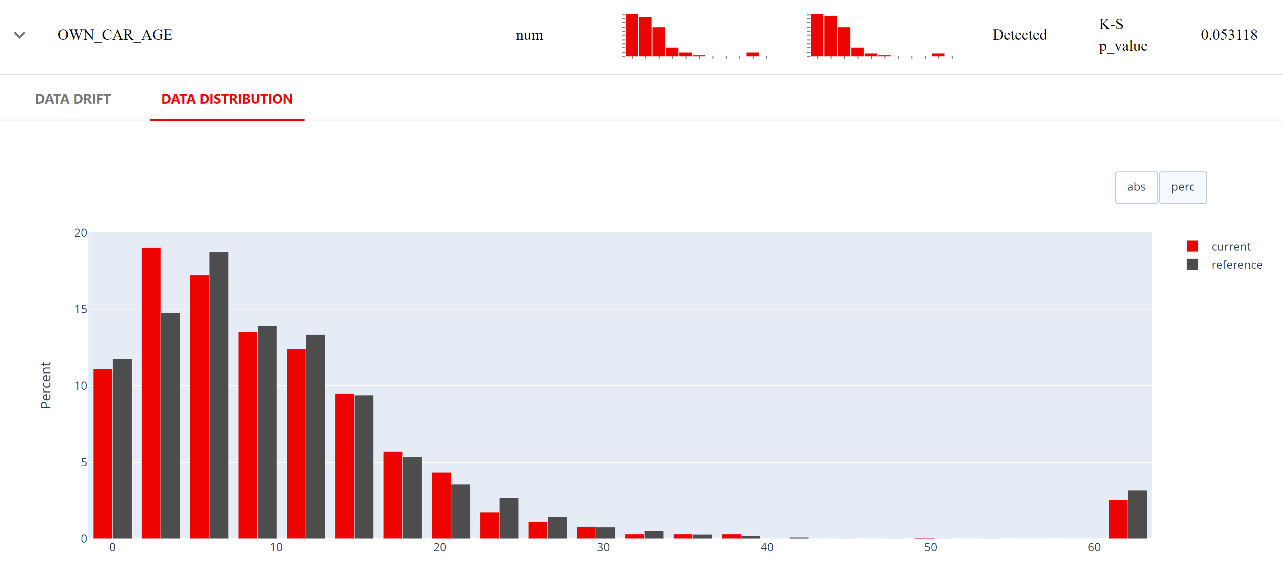 OWN_CAR_AGE
num
Detected
K-S
p_value
0.053118
DATA DRIFT
DATA DISTRIBUTION
abs
perc
20
15
10
5
0
Percent
0
10
20
30
40
50
60
current
reference